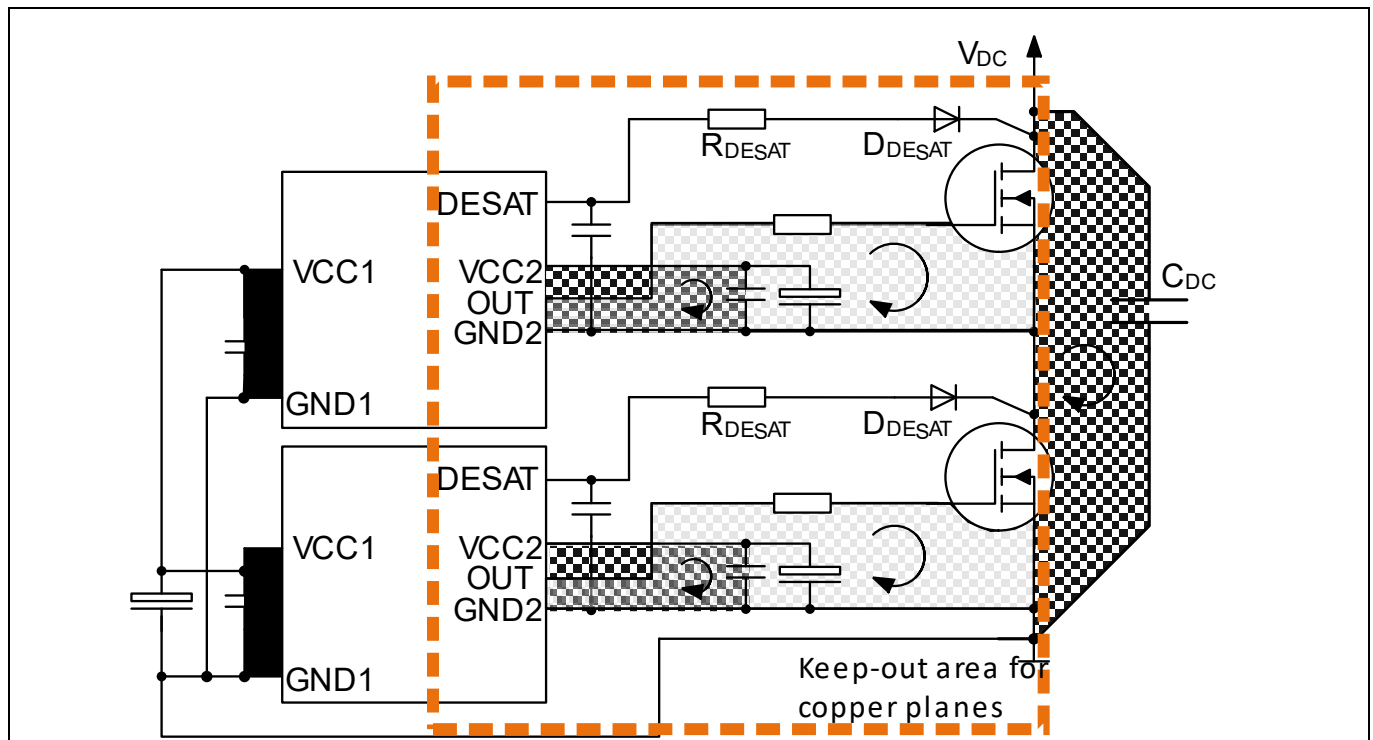 VDC
RDESAT
DDESAT
DESAT
VCC1
VCC2
OUT
GND2
GND1
CDC
RDESAT
DDESAT
DESAT
VCC1
VCC2
OUT
GND2
GND1
Keep-out area for
copper planes